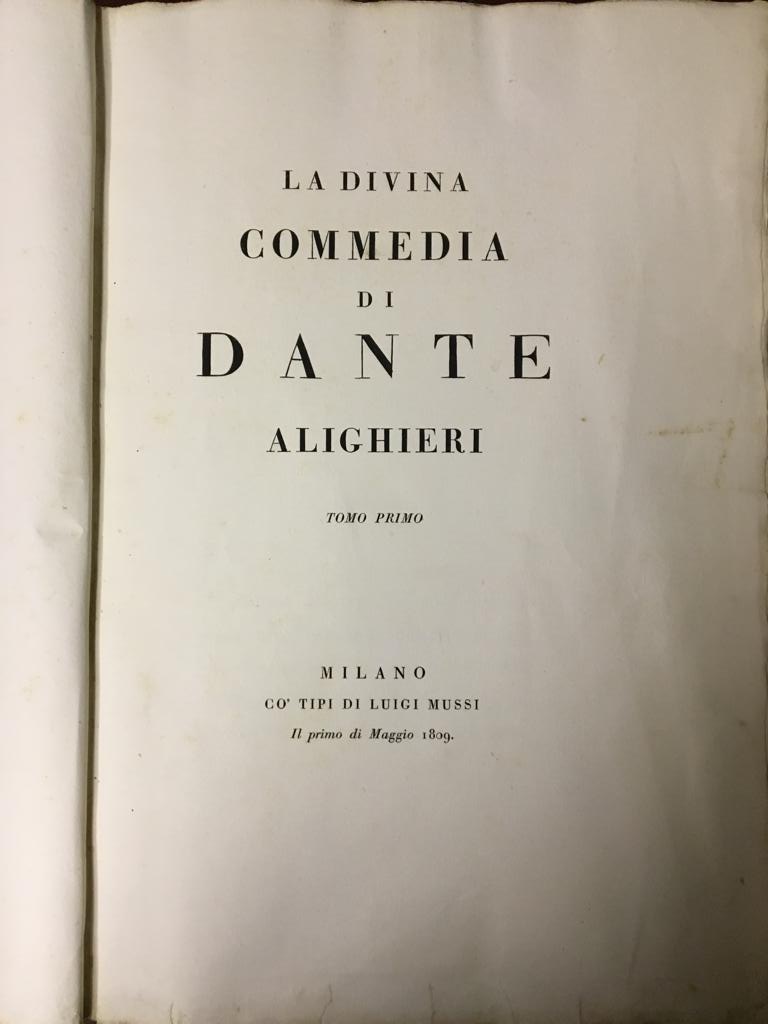 LA DIVINA
COMMEDIA
DI
DANTE
ALIGHIERI
TOMO PRIMO
MILANO
CO' TIPI DI LUIGI MUSSI
Il primo di Maggio 1809.